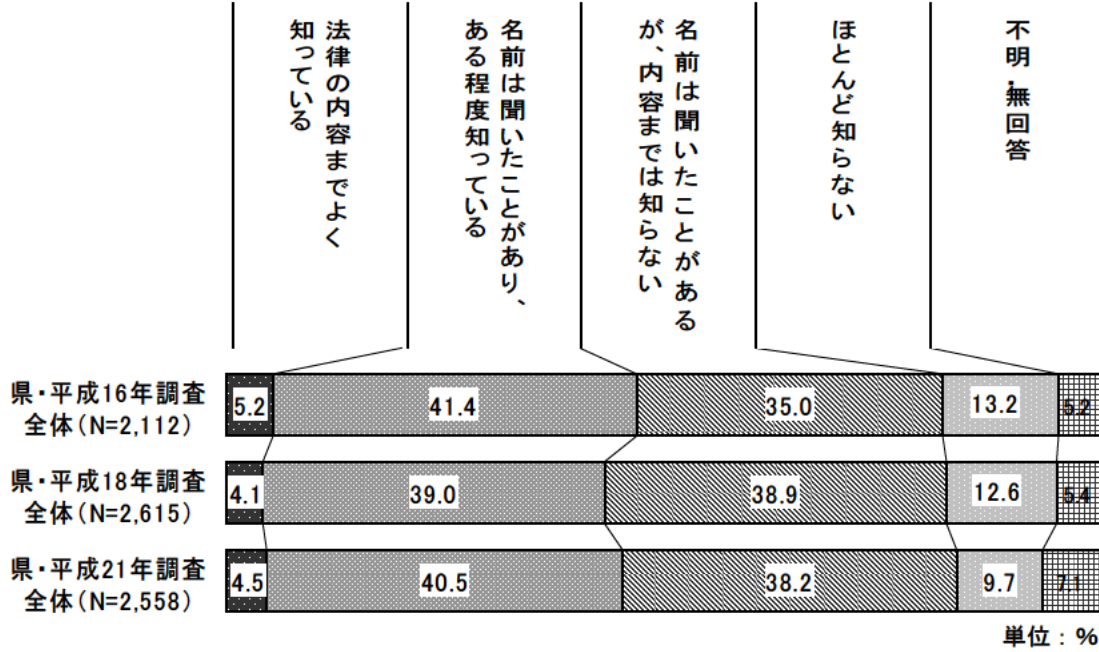 法律の内容までよく
知っている
名前は聞いたことがあり、
ある程度知っている
名前は聞いたことがある
が、内容までは知らない
ほとんど知らない
不明・無回答
県・平成16年調査
全体(N=2,112)
5.2
41.4
35.0
13.2
5.2
県・平成18年調査
全体(N=2,615)
4.1
39.0
38.9
12.6
5.4
県・平成21年調査
全体(N=2,558)
4.5
40.5
38.2
9.7
7.1
単位:%